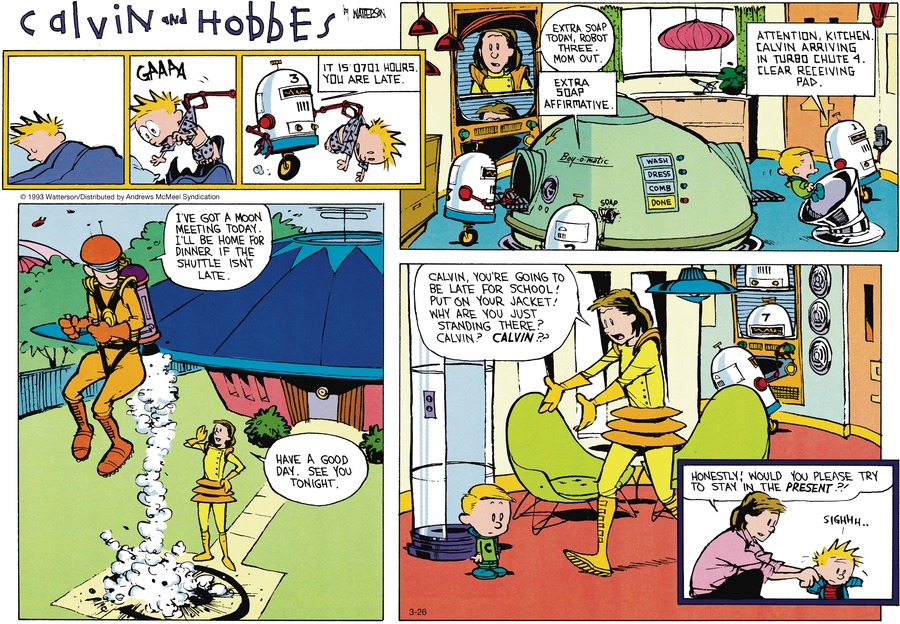 Calvin and Hobbes
by WATTERSON
GAAAA
3
IT IS 0701 HOURS.
YOU ARE LATE.
© 1993 Watterson/Distributed by Andrews McMeel Syndication
EXTRA SOAP
TODAY, ROBOT
THREE.
MOM OUT.
EXTRA
SOAP
AFFIRMATIVE.
Boy-o-matic
WASH
DRESS
COMB
DONE
SOAP
2
ATTENTION, KITCHEN.
CALVIN ARRIVING
IN TURBO CHUTE 4.
CLEAR RECEIVING
PAD.
3
I'VE GOT A MOON
MEETING TODAY.
I'LL BE HOME FOR
DINNER IF THE
SHUTTLE ISN'T
LATE.
HAVE A GOOD
DAY. SEE YOU
TONIGHT.
CALVIN, YOU'RE GOING TO
BE LATE FOR SCHOOL!
PUT ON YOUR JACKET!
WHY ARE YOU JUST
STANDING THERE?
CALVIN? CALVIN??
7
C
3-26
HONESTLY, WOULD YOU PLEASE TRY
TO STAY IN THE PRESENT?!
SIGHHH..